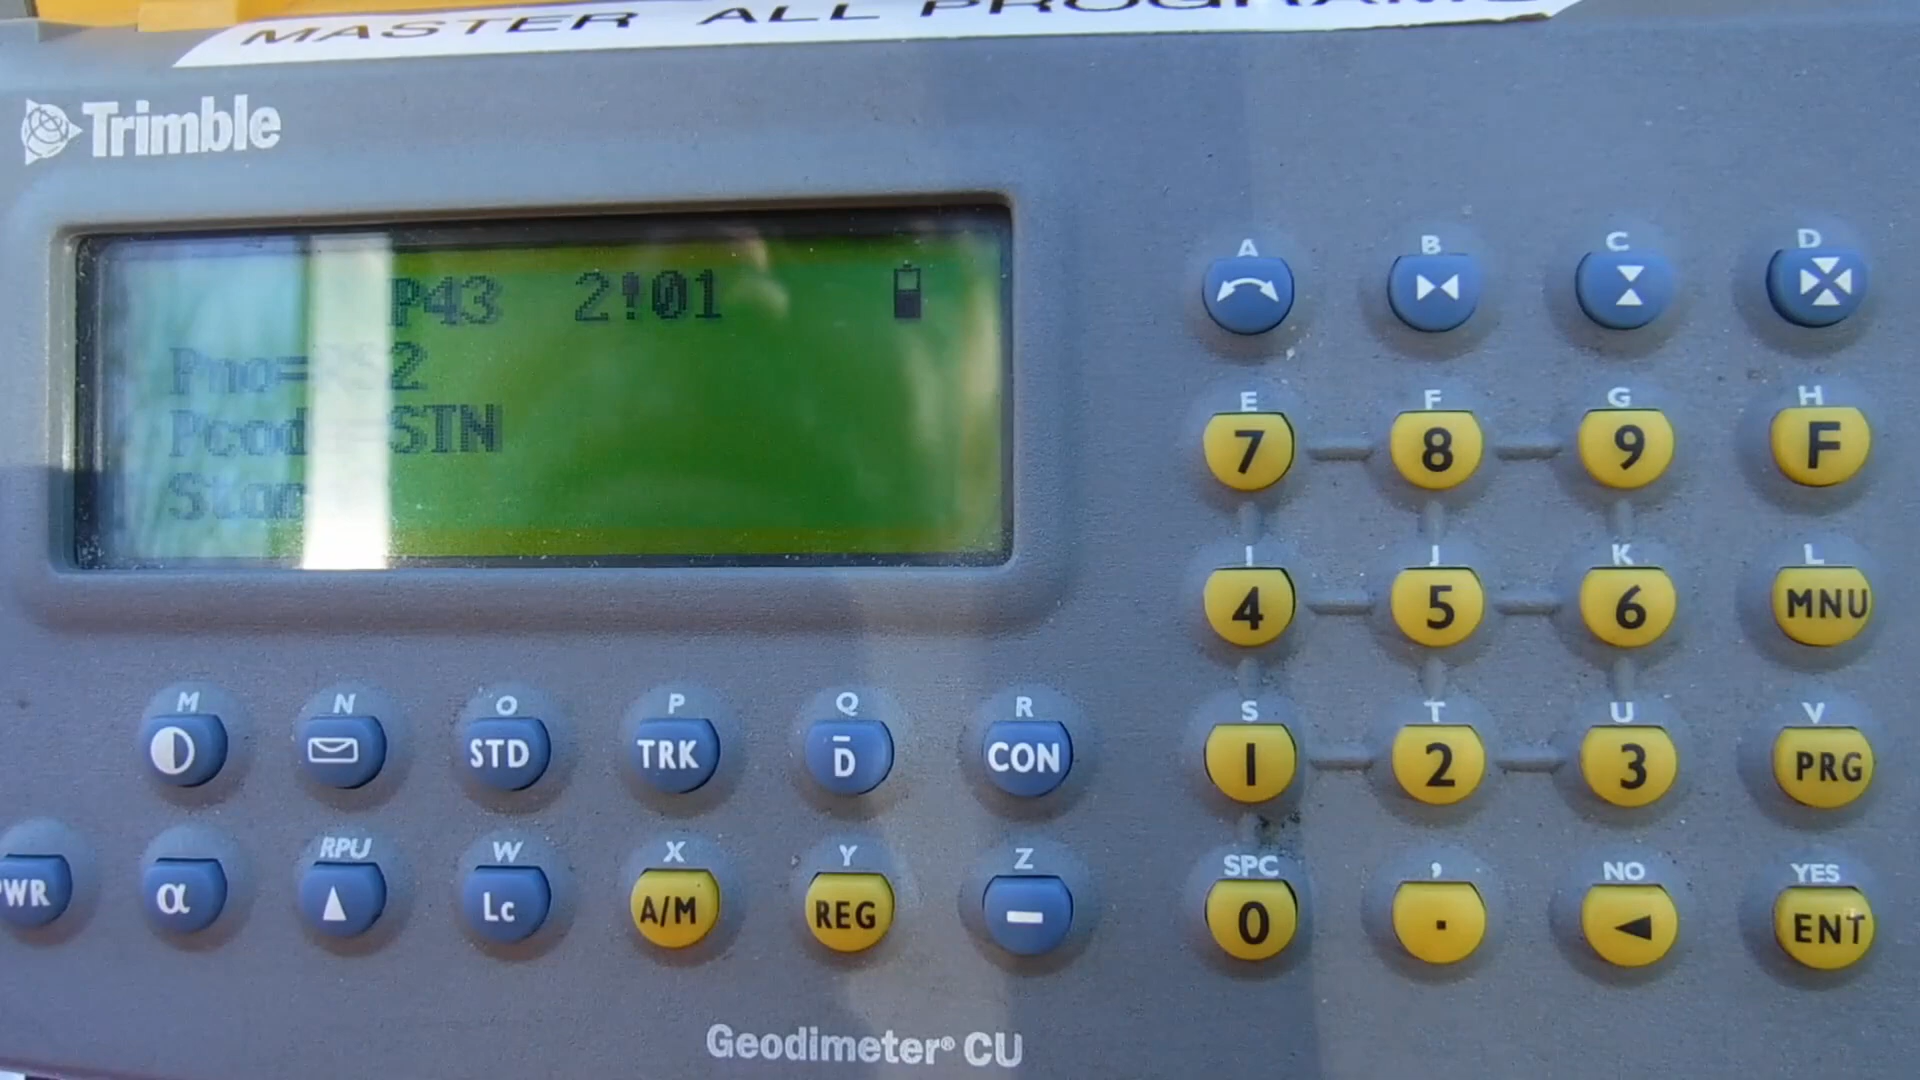 MASTER ALL PROGRAMS
Trimble
P43 2!01
Pno=RS2
Pcod =STN
A B C D
E F G H
7 8 9 F
I J K L
4 5 6 MNU
M N O P Q R S T U V
STD TRK D CON 1 2 3 PRG
RPU W X Y Z SPC , NO YES
PWR α Lc A/M REG - 0 . ENT
Geodimeter® CU